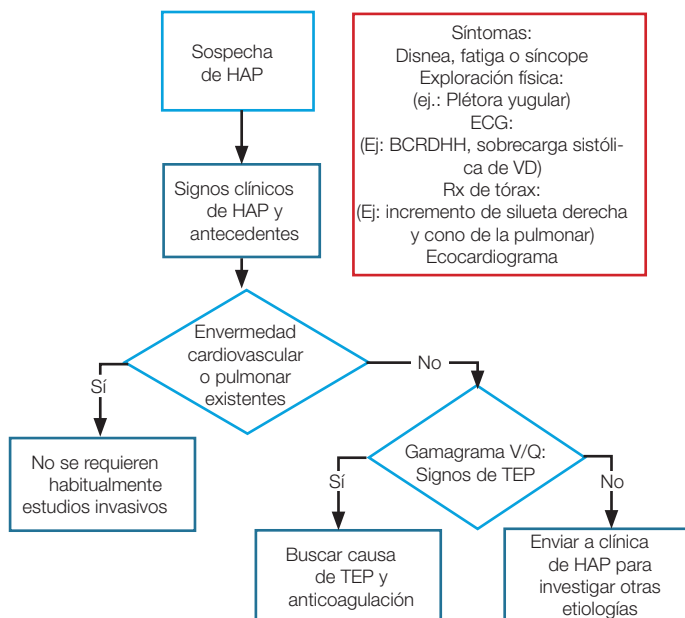 Sospecha
de HAP
Síntomas:
Disnea, fatiga o síncope
Exploración física:
(ej.: Plétora yugular)
ECG:
(Ej: BCRDHH, sobrecarga sistóli-
ca de VD)
Rx de tórax:
(Ej: incremento de silueta derecha
y cono de la pulmonar)
Ecocardiograma
Signos clínicos
de HAP y
antecedentes
Envermedad
cardiovascular
o pulmonar
existentes
Sí
No
No se requieren
habitualmente
estudios invasivos
Gamagrama V/Q:
Signos de TEP
Sí
No
Buscar causa
de TEP y
anticoagulación
Enviar a clínica
de HAP para
investigar otras
etiologías